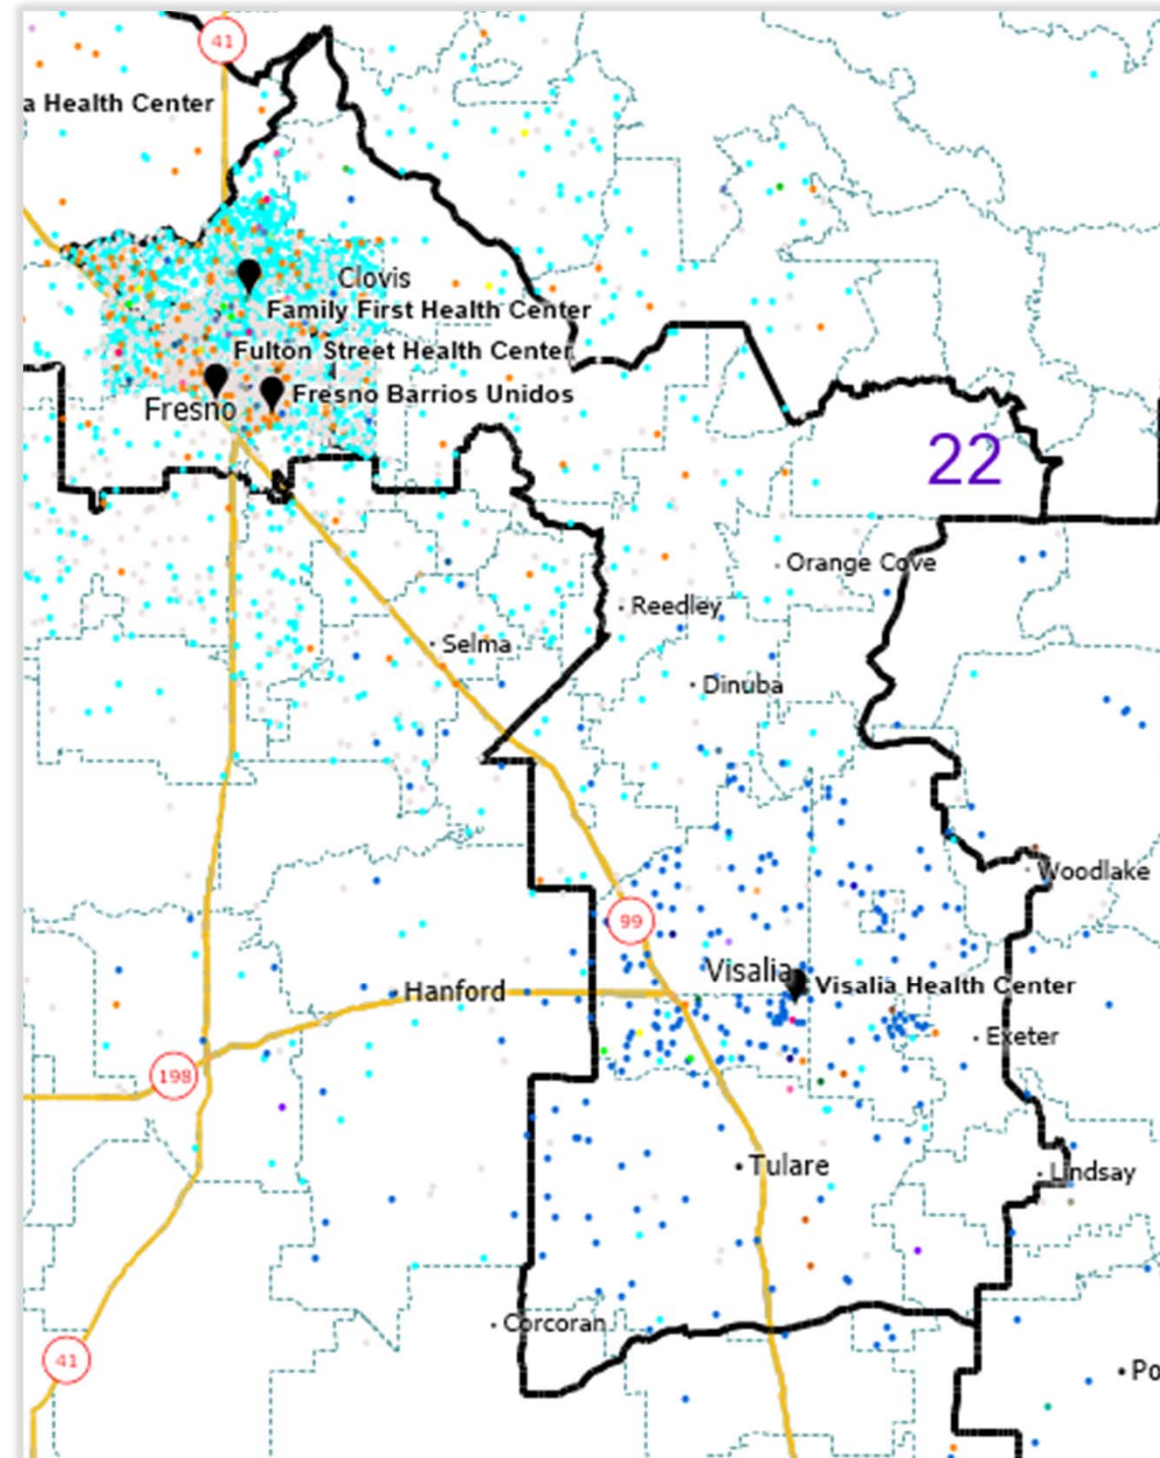 41
a Health Center
Clovis
Family First Health Center
Fulton Street Health Center
Fresno Barrios Unidos
Fresno
22
Orange Cove
Reedley
Selma
Dinuba
Woodlake
99
Visalia
Visalia Health Center
Hanford
Exeter
198
Tulare
Lindsay
Corcoran
41
Po